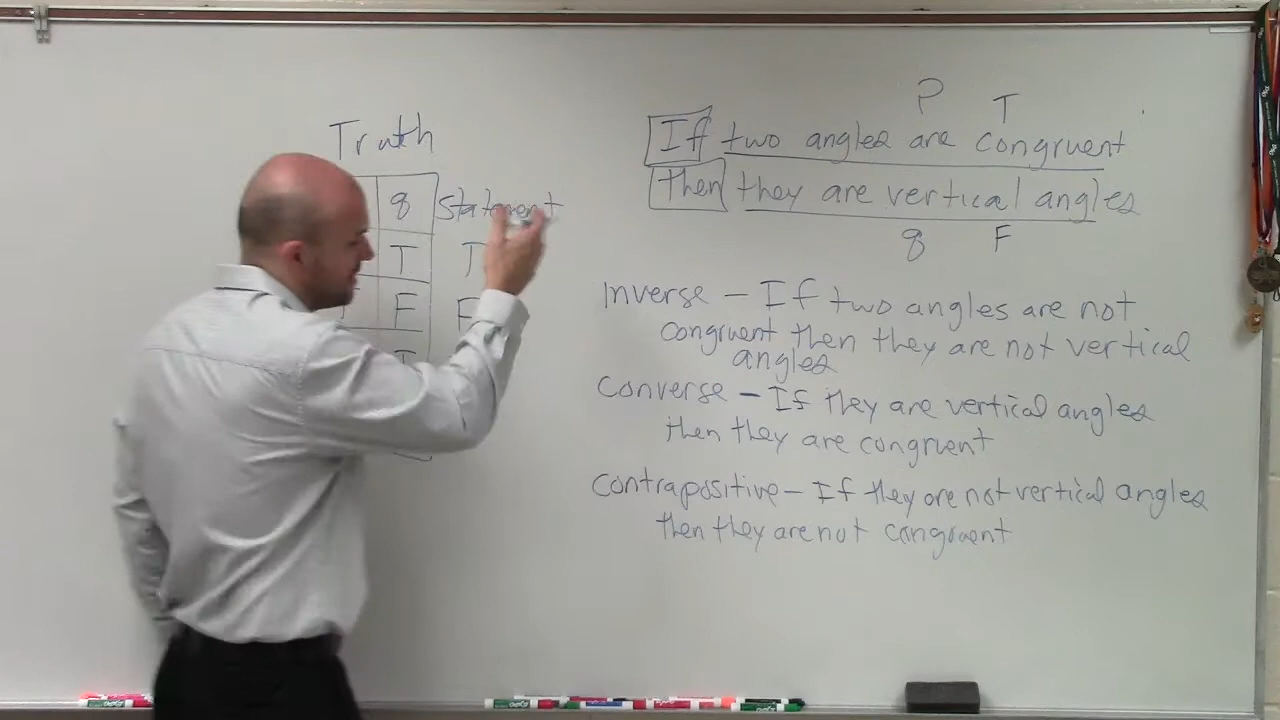 Truth
q Statement
T T
F F
T
P T
If two angles are congruent
then they are vertical angles
q F
Inverse - If two angles are not
congruent then they are not vertical
angles
Converse - If they are vertical angles
then they are congruent
Contrapositive - If they are not vertical angles
then they are not congruent